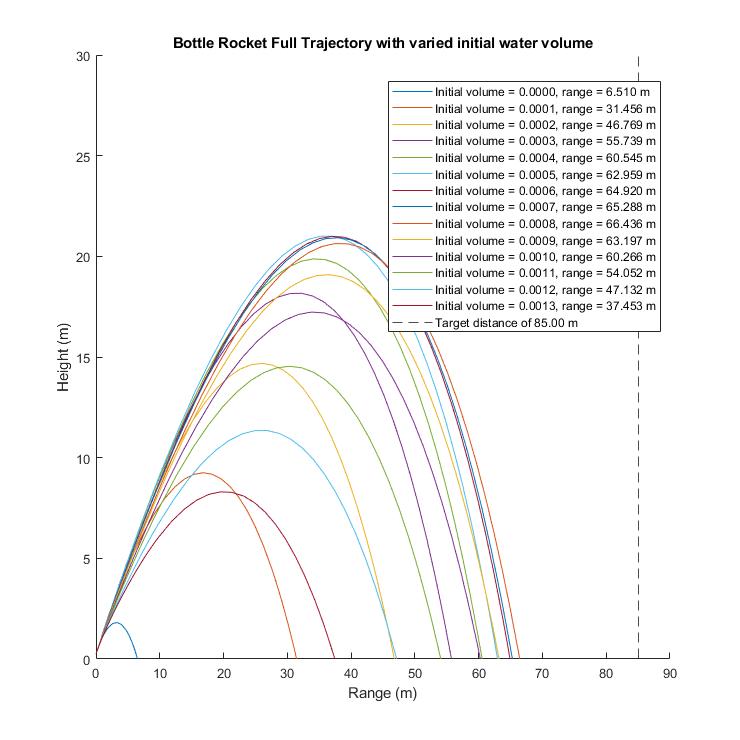 Bottle Rocket Full Trajectory with varied initial water volume
30
25
20
15
10
5
0
Height (m)
Initial volume = 0.0000, range = 6.510 m
Initial volume = 0.0001, range = 31.456 m
Initial volume = 0.0002, range = 46.769 m
Initial volume = 0.0003, range = 55.739 m
Initial volume = 0.0004, range = 60.545 m
Initial volume = 0.0005, range = 62.959 m
Initial volume = 0.0006, range = 64.920 m
Initial volume = 0.0007, range = 65.288 m
Initial volume = 0.0008, range = 66.436 m
Initial volume = 0.0009, range = 63.197 m
Initial volume = 0.0010, range = 60.266 m
Initial volume = 0.0011, range = 54.052 m
Initial volume = 0.0012, range = 47.132 m
Initial volume = 0.0013, range = 37.453 m
Target distance of 85.00 m
0 10 20 30 40 50 60 70 80 90
Range (m)